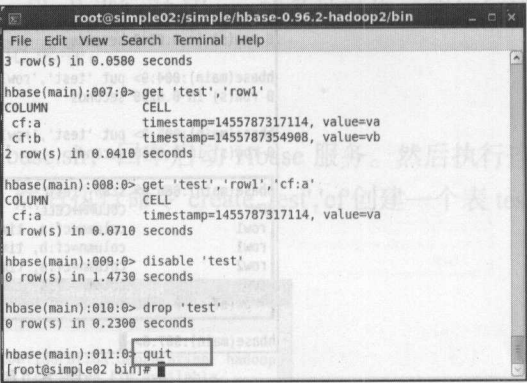 root@simple02:/simple/hbase-0.96.2-hadoop2/bin
File Edit View Search Terminal Help
3 row(s) in 0.0580 seconds
hbase(main):007:0> get 'test','row1'
COLUMN CELL
cf:a timestamp=1455787317114, value=va
cf:b timestamp=1455787354908, value=vb
2 row(s) in 0.0410 seconds
hbase(main):008:0> get 'test','row1','cf:a'
COLUMN CELL
cf:a timestamp=1455787317114, value=va
1 row(s) in 0.0710 seconds
hbase(main):009:0> disable 'test'
0 row(s) in 1.4730 seconds
hbase(main):010:0> drop 'test'
0 row(s) in 0.2300 seconds
hbase(main):011:0> quit
[root@simple02 bin]#